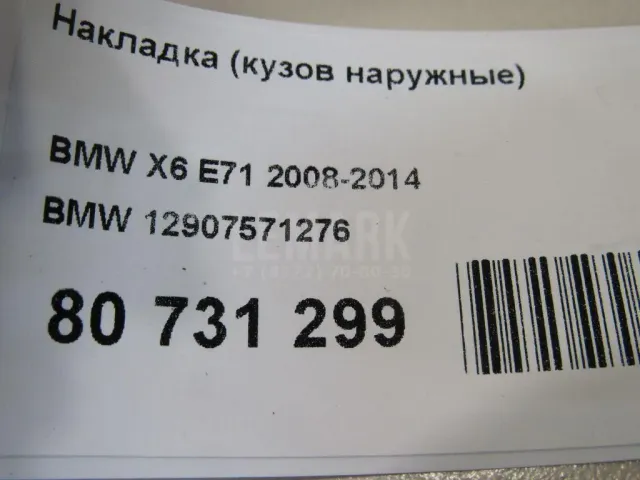 Накладка (кузов наружные)
BMW X6 E71 2008-2014
BMW 12907571276
80 731 299